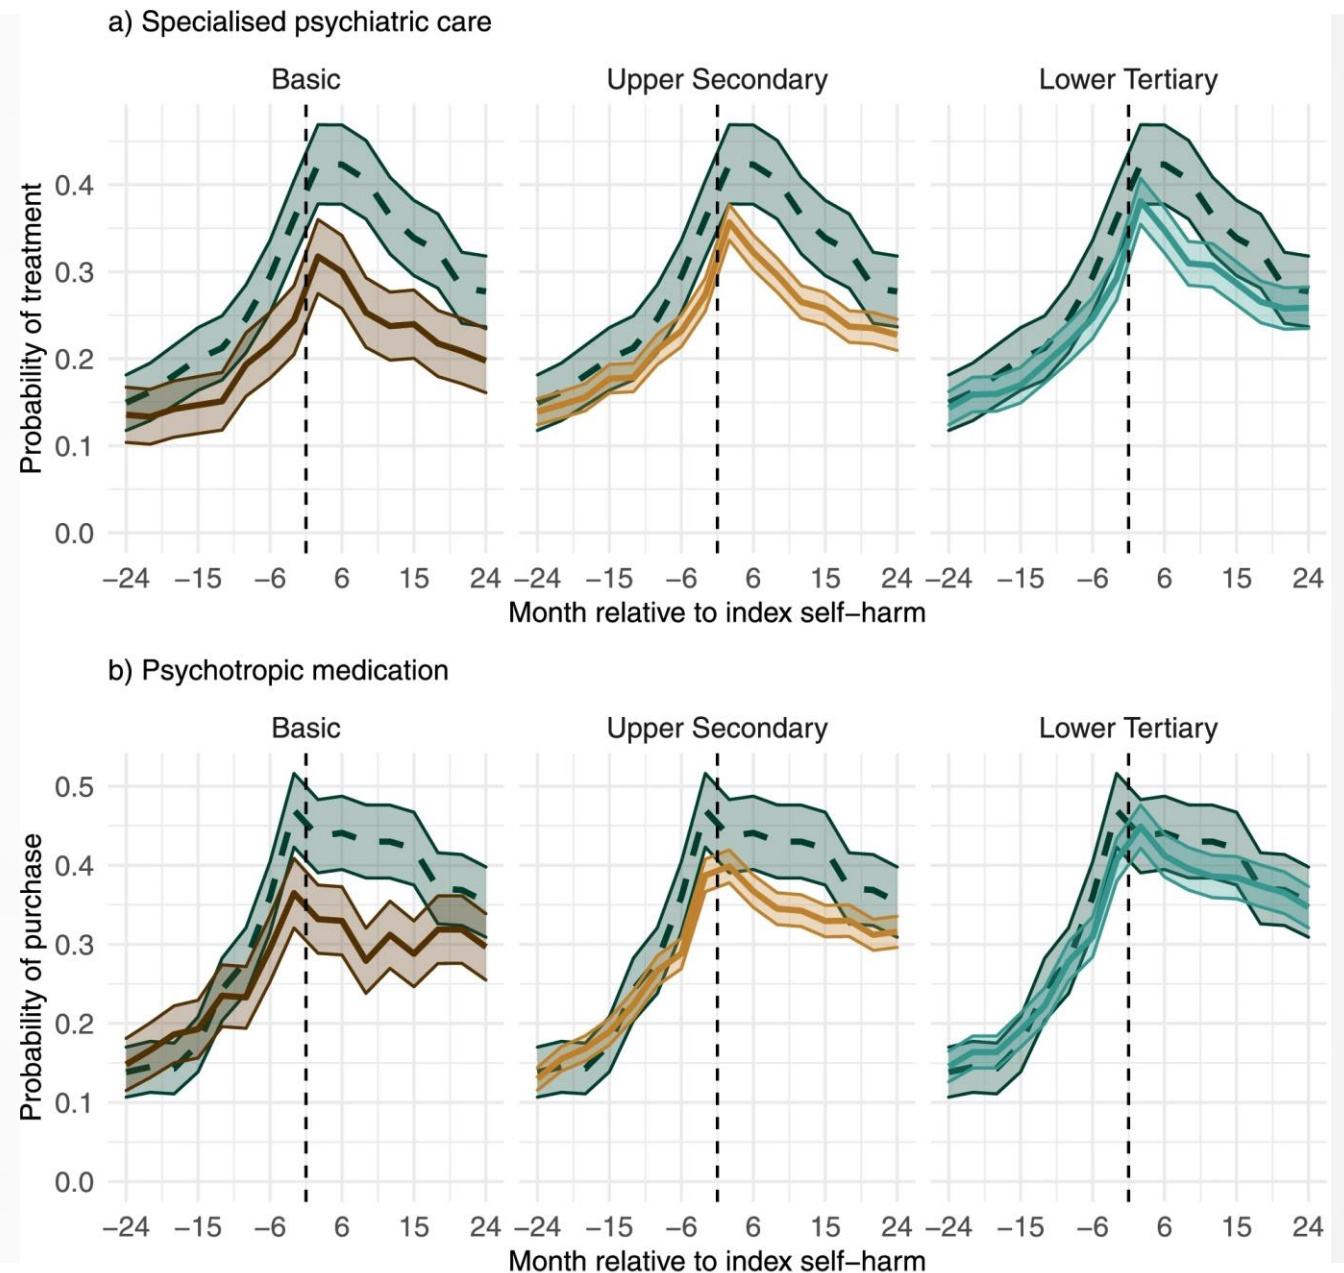 a) Specialised psychiatric care
Basic
Upper Secondary
Lower Tertiary
Probability of treatment
0.4
0.3
0.2
0.1
0.0
−24 −15 −6 6 15 24 −24 −15 −6 6 15 24 −24 −15 −6 6 15 24
Month relative to index self−harm
b) Psychotropic medication
Basic
Upper Secondary
Lower Tertiary
Probability of purchase
0.5
0.4
0.3
0.2
0.1
0.0
−24 −15 −6 6 15 24 −24 −15 −6 6 15 24 −24 −15 −6 6 15 24
Month relative to index self−harm